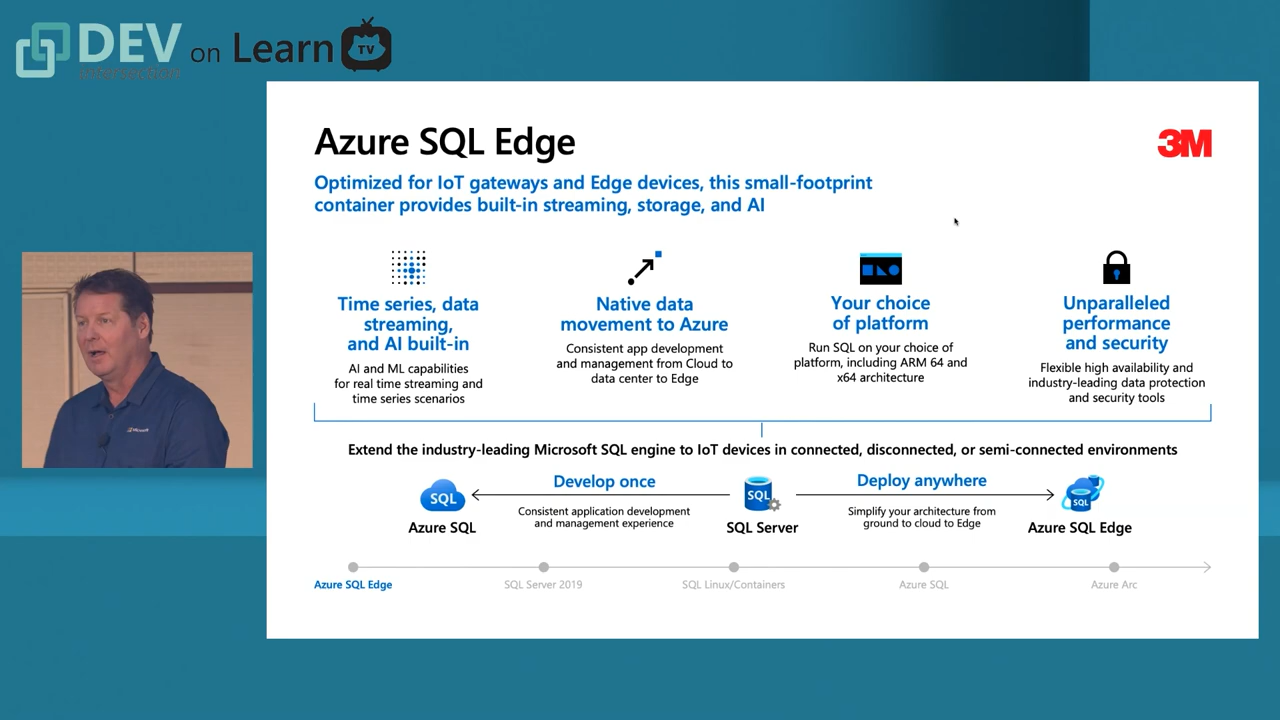 DEV
intersection
on Learn
TV
Azure SQL Edge
3M
Optimized for IoT gateways and Edge devices, this small-footprint
container provides built-in streaming, storage, and AI
Time series, data
streaming,
and AI built-in
AI and ML capabilities
for real time streaming and
time series scenarios
Native data
movement to Azure
Consistent app development
and management from Cloud to
data center to Edge
Your choice
of platform
Run SQL on your choice of
platform, including ARM 64 and
x64 architecture
Unparalleled
performance
and security
Flexible high availability and
industry-leading data protection
and security tools
Extend the industry-leading Microsoft SQL engine to IoT devices in connected, disconnected, or semi-connected environments
SQL
Azure SQL
Develop once
Consistent application development
and management experience
SQL
SQL Server
Deploy anywhere
Simplify your architecture from
ground to cloud to Edge
SQL
Azure SQL Edge
Azure SQL Edge
SQL Server 2019
SQL Linux/Containers
Azure SQL
Azure Arc
Microsoft